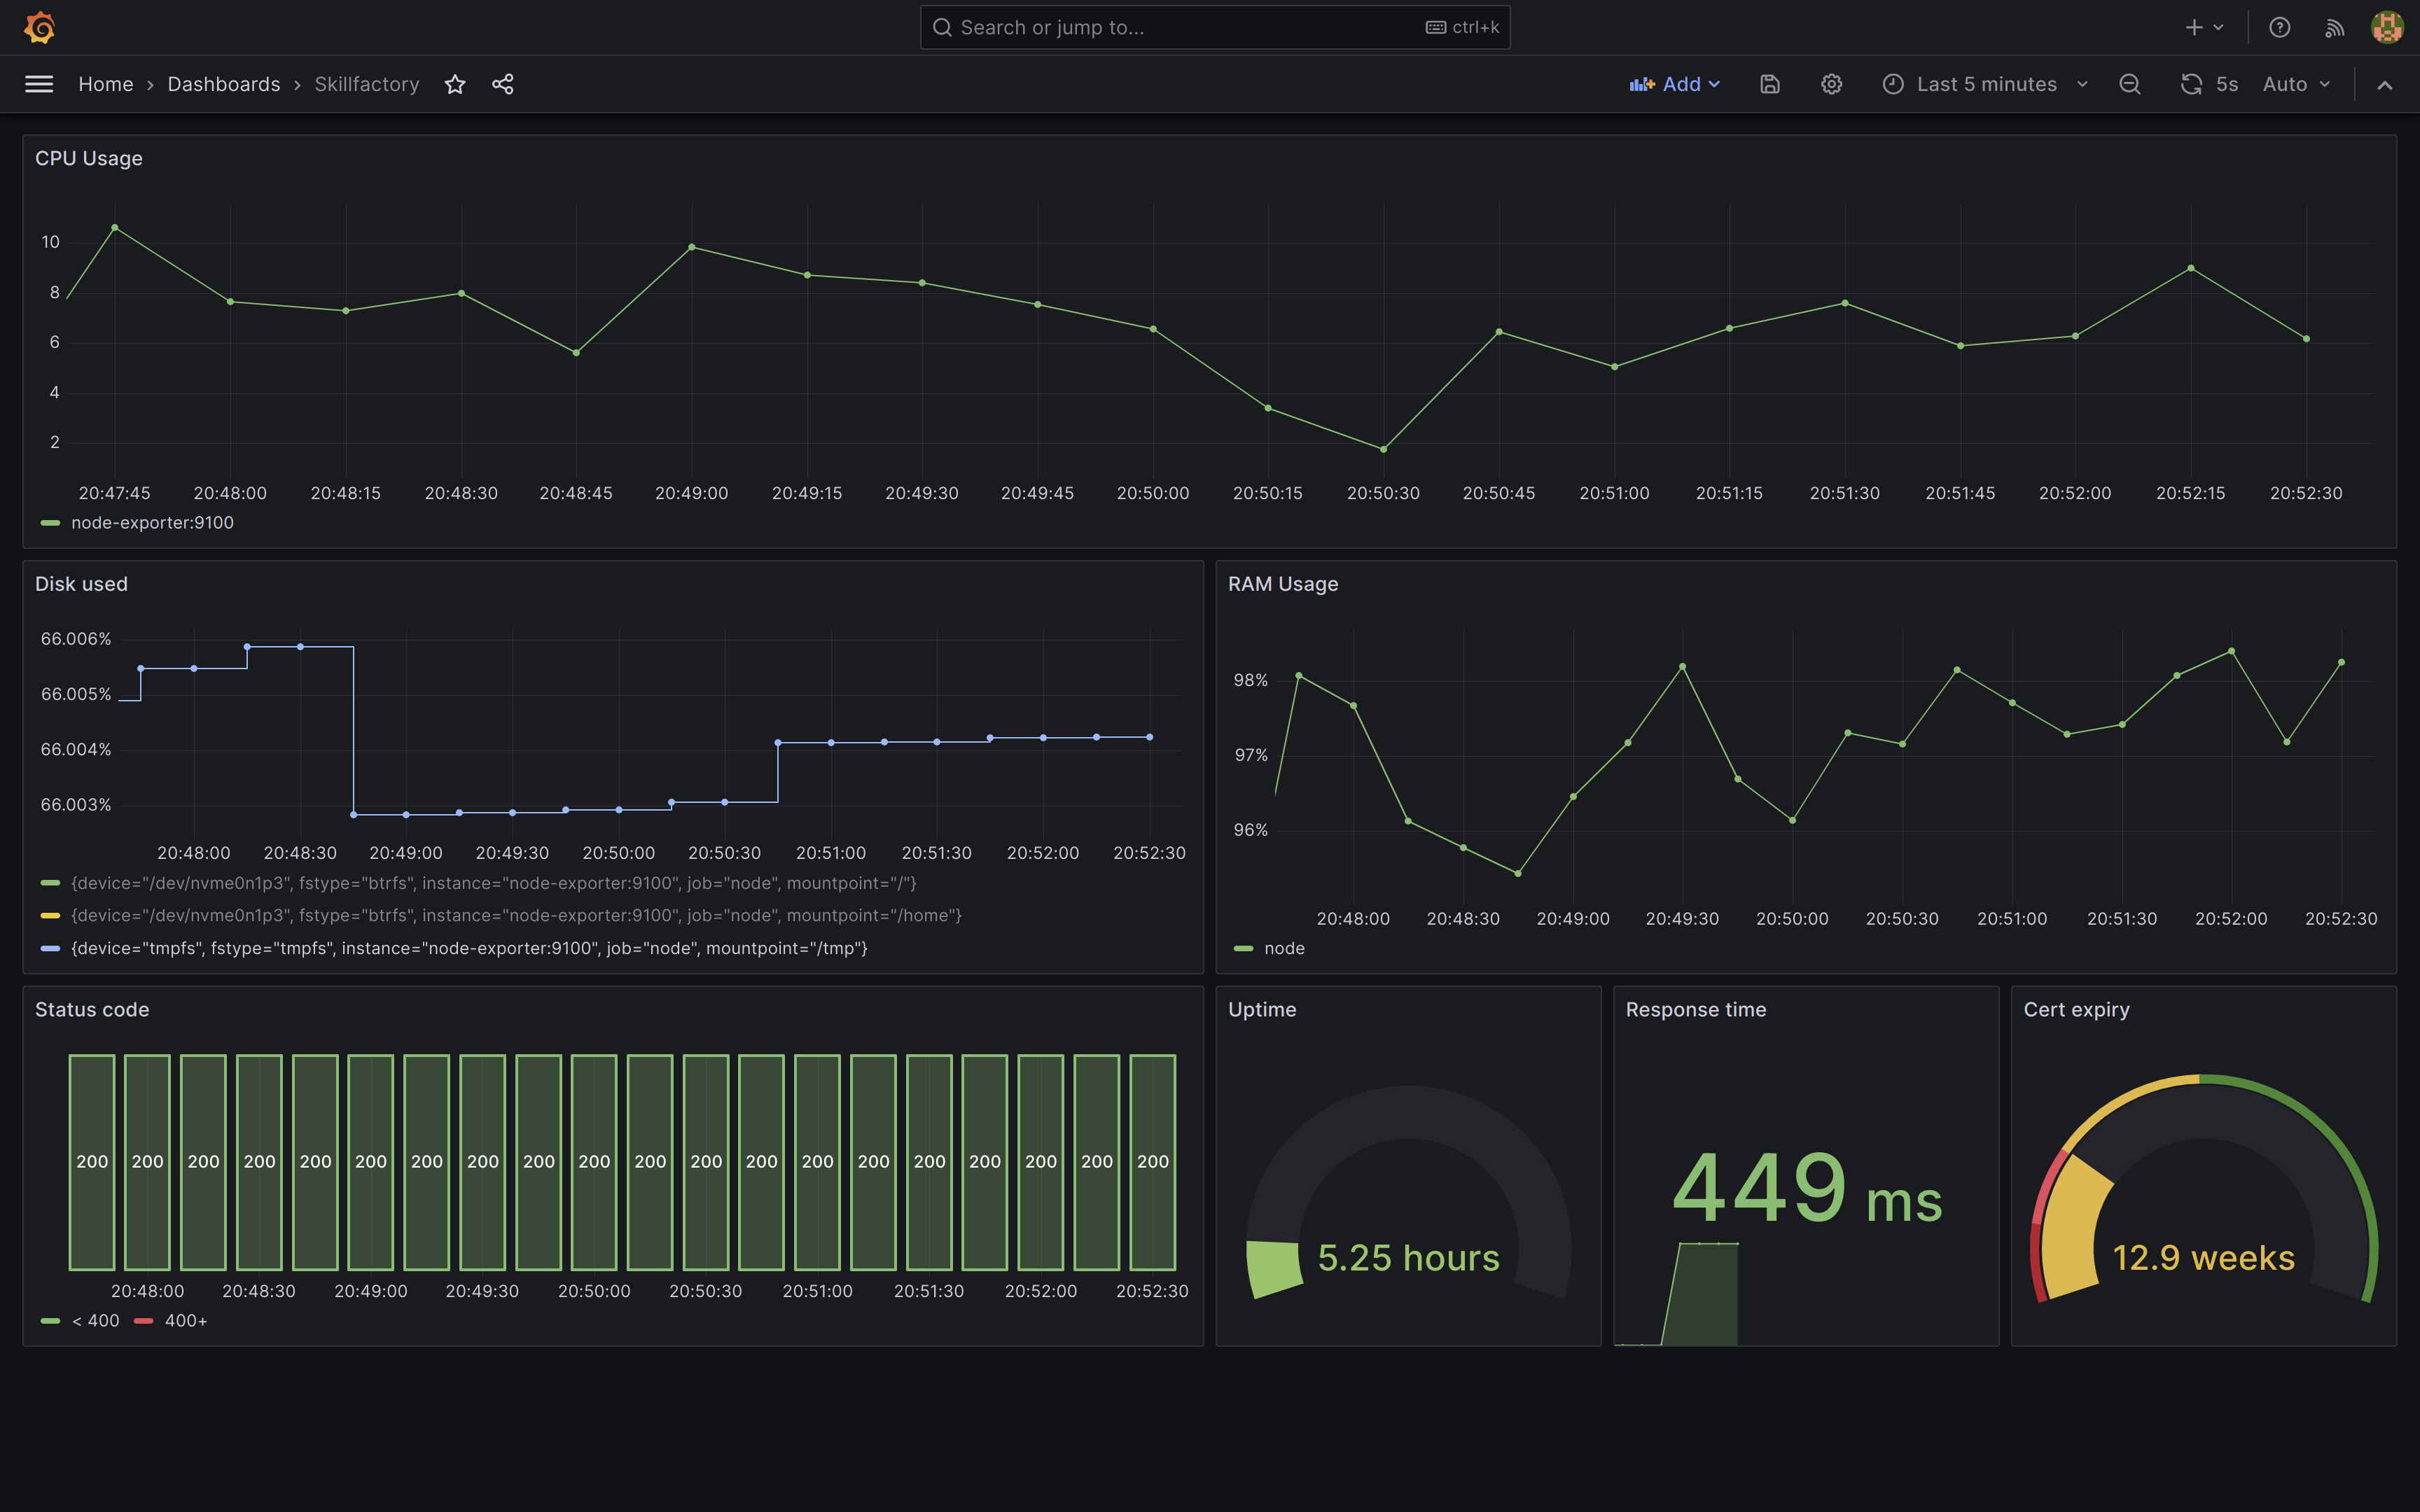 Search or jump to... ctrl+k
Home › Dashboards › Skillfactory Add Last 5 minutes 5s Auto
CPU Usage
10
8
6
4
2
20:47:45 20:48:00 20:48:15 20:48:30 20:48:45 20:49:00 20:49:15 20:49:30 20:49:45 20:50:00 20:50:15 20:50:30 20:50:45 20:51:00 20:51:15 20:51:30 20:51:45 20:52:00 20:52:15 20:52:30
node-exporter:9100
Disk used
66.006%
66.005%
66.004%
66.003%
20:48:00 20:48:30 20:49:00 20:49:30 20:50:00 20:50:30 20:51:00 20:51:30 20:52:00 20:52:30
{device="/dev/nvme0n1p3", fstype="btrfs", instance="node-exporter:9100", job="node", mountpoint="/"}
{device="/dev/nvme0n1p3", fstype="btrfs", instance="node-exporter:9100", job="node", mountpoint="/home"}
{device="tmpfs", fstype="tmpfs", instance="node-exporter:9100", job="node", mountpoint="/tmp"}
RAM Usage
98%
97%
96%
20:48:00 20:48:30 20:49:00 20:49:30 20:50:00 20:50:30 20:51:00 20:51:30 20:52:00 20:52:30
node
Status code
200 200 200 200 200 200 200 200 200 200 200 200 200 200 200 200 200 200 200 200
20:48:00 20:48:30 20:49:00 20:49:30 20:50:00 20:50:30 20:51:00 20:51:30 20:52:00 20:52:30
< 400 400+
Uptime
5.25 hours
Response time
449 ms
Cert expiry
12.9 weeks